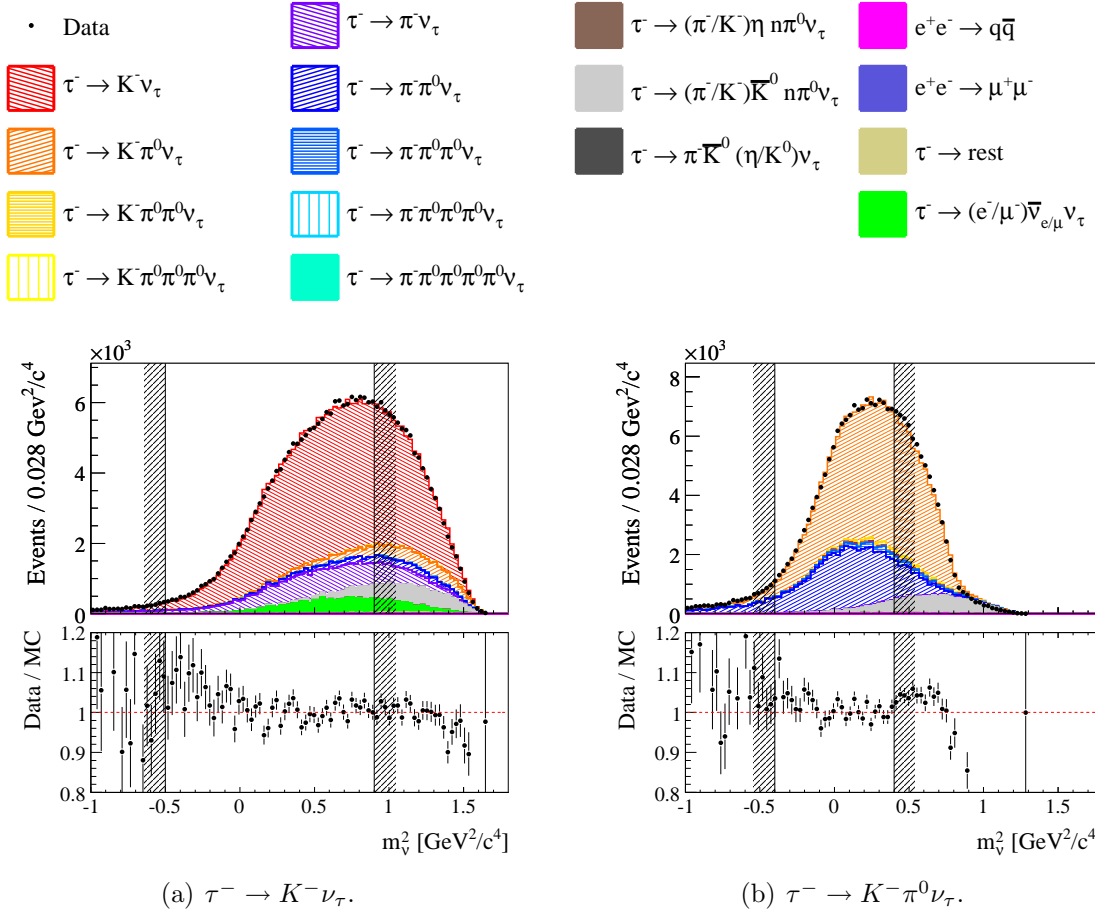 Data
τ⁻ → K⁻ν_τ
τ⁻ → K⁻π⁰ν_τ
τ⁻ → K⁻π⁰π⁰ν_τ
τ⁻ → K⁻π⁰π⁰π⁰ν_τ
τ⁻ → π⁻ν_τ
τ⁻ → π⁻π⁰ν_τ
τ⁻ → π⁻π⁰π⁰ν_τ
τ⁻ → π⁻π⁰π⁰π⁰ν_τ
τ⁻ → π⁻π⁰π⁰π⁰π⁰ν_τ
τ⁻ → (π⁻/K⁻)η nπ⁰ν_τ
τ⁻ → (π⁻/K⁻)K̅⁰ nπ⁰ν_τ
τ⁻ → π⁻K̅⁰ (η/K⁰)ν_τ
e⁺e⁻ → qq̅
e⁺e⁻ → μ⁺μ⁻
τ⁻ → rest
τ⁻ → (e⁻/μ⁻)ν̅_{e/μ}ν_τ
×10³
Events / 0.028 GeV²/c⁴
6
4
2
0
Data / MC
1.2
1.1
1
0.9
0.8
-1 -0.5 0 0.5 1 1.5
m²_ν [GeV²/c⁴]
(a) τ⁻ → K⁻ν_τ.
×10³
Events / 0.028 GeV²/c⁴
8
6
4
2
0
Data / MC
1.2
1.1
1
0.9
0.8
-1 -0.5 0 0.5 1 1.5
m²_ν [GeV²/c⁴]
(b) τ⁻ → K⁻π⁰ν_τ.